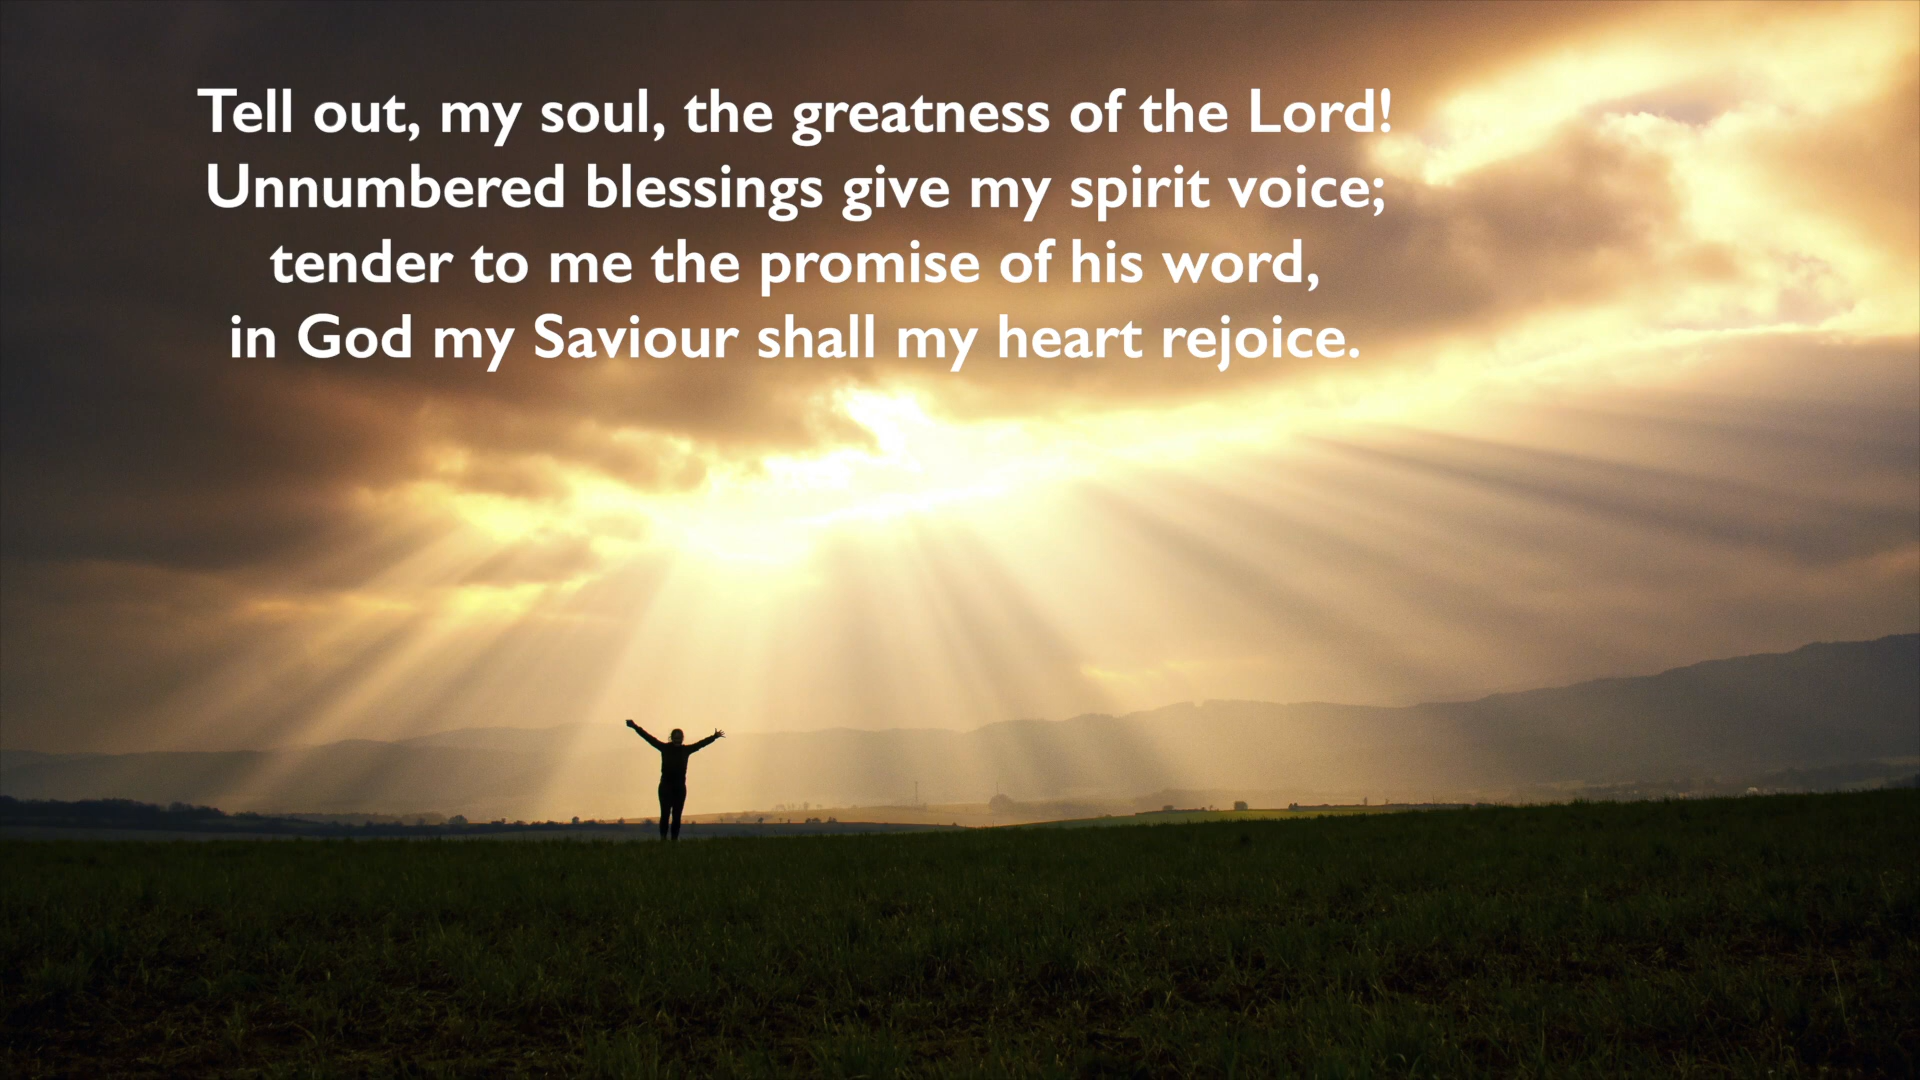 Tell out, my soul, the greatness of the Lord!
Unnumbered blessings give my spirit voice;
tender to me the promise of his word,
in God my Saviour shall my heart rejoice.